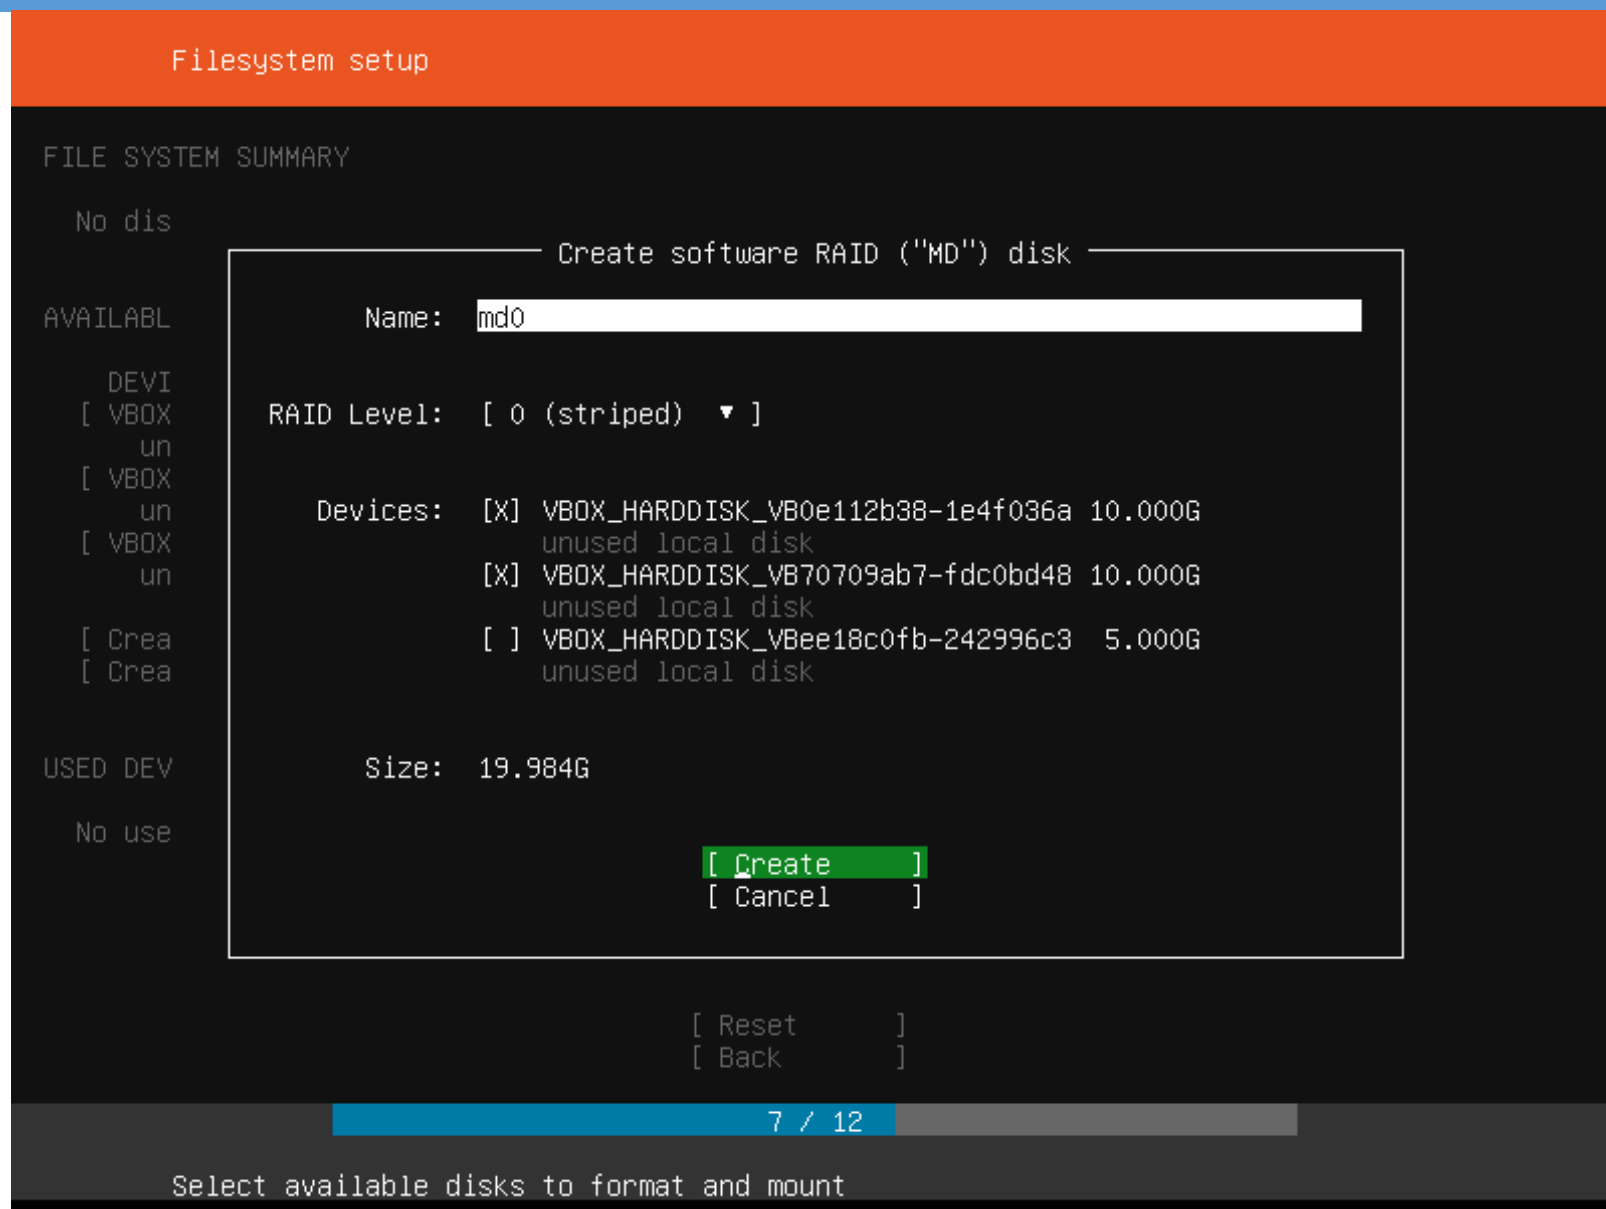 Filesystem setup
FILE SYSTEM SUMMARY
No dis
Create software RAID ("MD") disk
AVAILABL
Name: md0
DEVI
[ VBOX
RAID Level: [ 0 (striped) ▼ ]
un
[ VBOX
un
Devices: [X] VBOX_HARDDISK_VB0e112b38-1e4f036a 10.000G
[ VBOX
unused local disk
un
[X] VBOX_HARDDISK_VB70709ab7-fdc0bd48 10.000G
unused local disk
[ Crea
[ ] VBOX_HARDDISK_VBee18c0fb-242996c3 5.000G
[ Crea
unused local disk
USED DEV
Size: 19.984G
No use
[ Create ]
[ Cancel ]
[ Reset ]
[ Back ]
7 / 12
Select available disks to format and mount